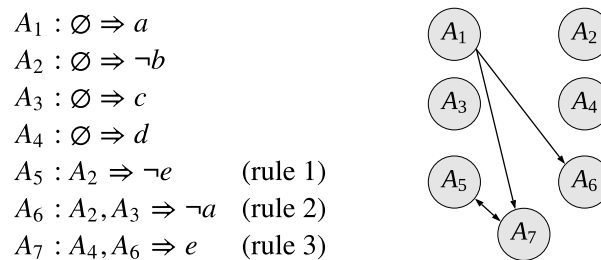 A₁ : ∅ ⇒ a
A₂ : ∅ ⇒ ¬b
A₃ : ∅ ⇒ c
A₄ : ∅ ⇒ d
A₅ : A₂ ⇒ ¬e (rule 1)
A₆ : A₂, A₃ ⇒ ¬a (rule 2)
A₇ : A₄, A₆ ⇒ e (rule 3)
A₁ A₂
A₃ A₄
A₅ A₆
A₇